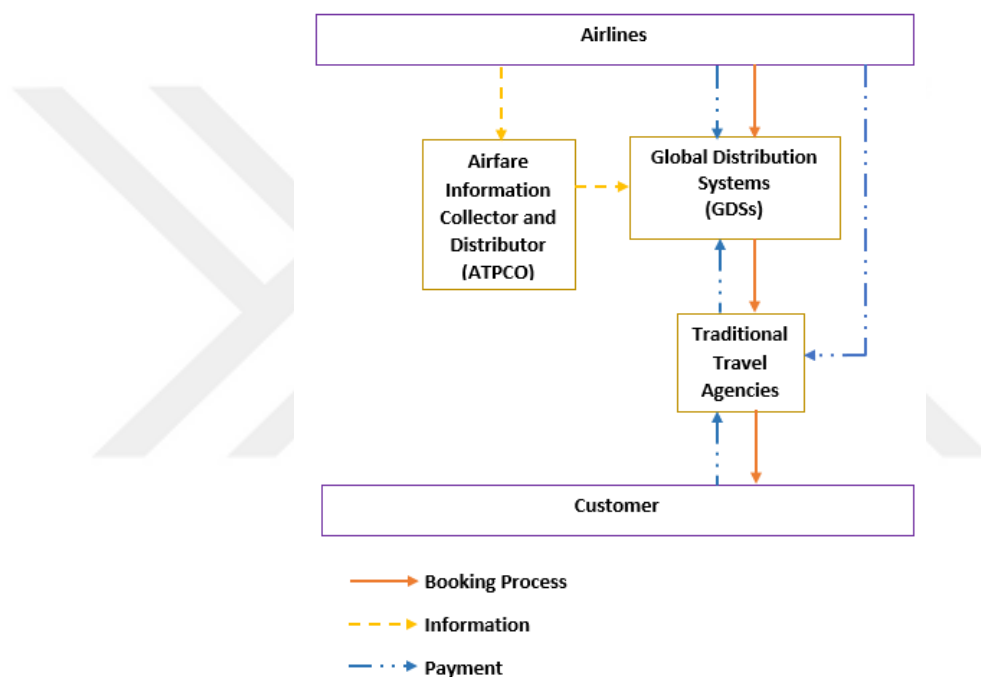 Airlines
Airfare
Information
Collector and
Distributor
(ATPCO)
Global Distribution
Systems
(GDSs)
Traditional
Travel
Agencies
Customer
Booking Process
Information
Payment